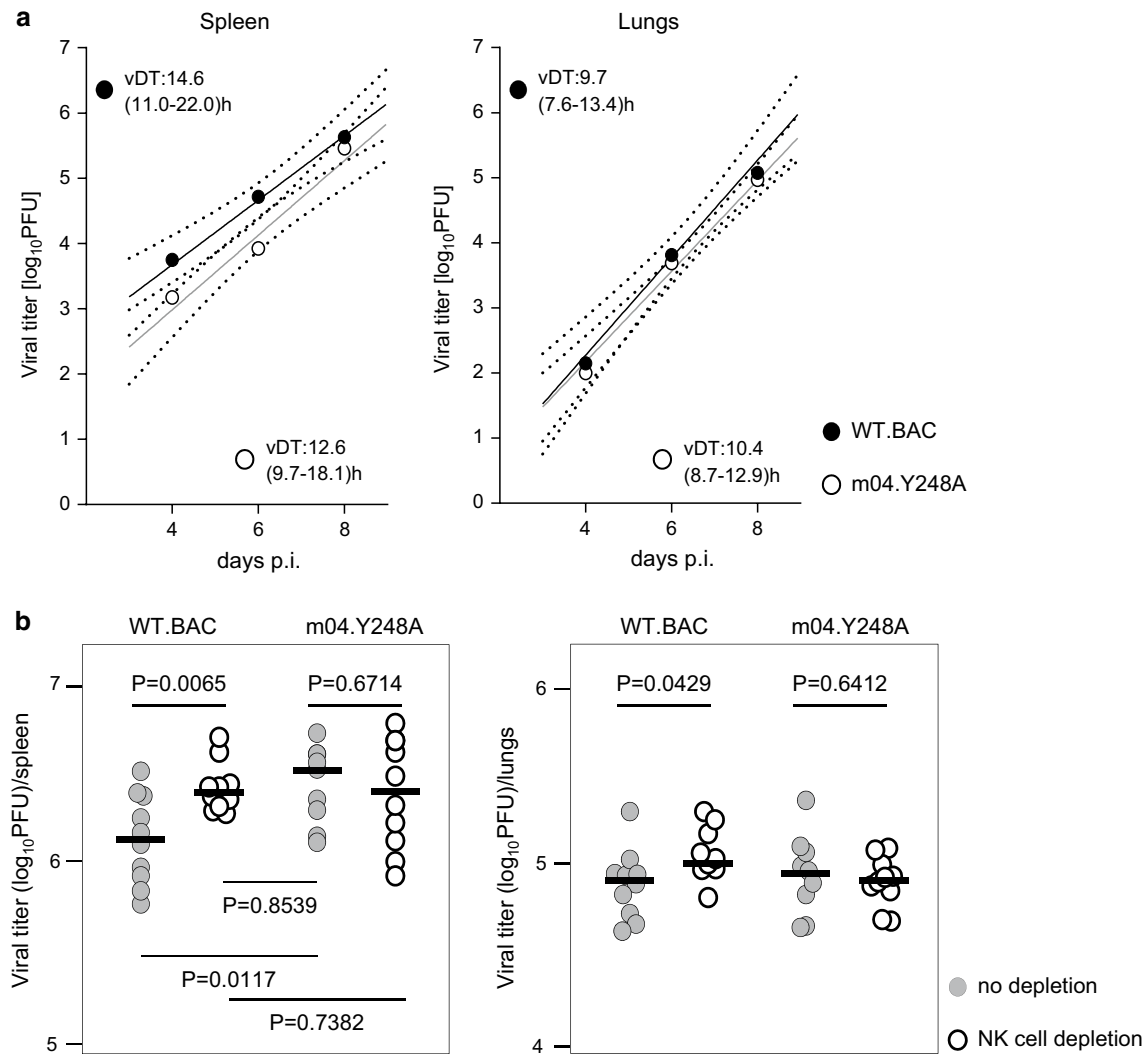 a
Spleen
Lungs
Viral titer [log10PFU]
7
6
5
4
3
2
1
0
vDT:14.6
(11.0-22.0)h
vDT:12.6
(9.7-18.1)h
4 6 8
days p.i.
Viral titer [log10PFU]
7
6
5
4
3
2
1
0
vDT:9.7
(7.6-13.4)h
vDT:10.4
(8.7-12.9)h
4 6 8
days p.i.
WT.BAC
m04.Y248A
b
WT.BAC m04.Y248A
Viral titer (log10PFU)/spleen
7
6
5
P=0.0065 P=0.6714
P=0.8539
P=0.0117
P=0.7382
WT.BAC m04.Y248A
Viral titer (log10PFU)/lungs
6
5
4
P=0.0429 P=0.6412
no depletion
NK cell depletion